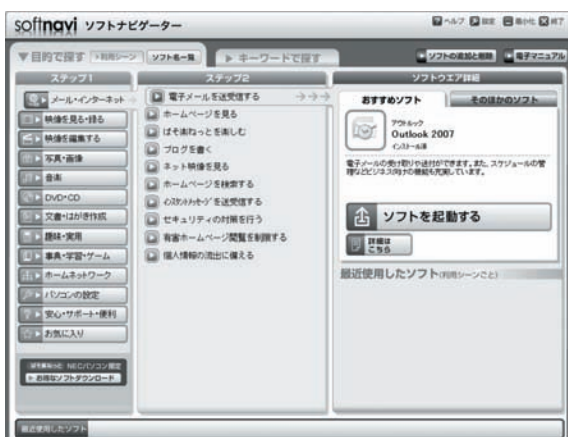 softnavi ソフトナビゲーター
ヘルプ 設定 最小化 終了
▼目的で探す ▶利用シーン ソフト名一覧 ▶ キーワードで探す
ソフトの追加と削除 電子マニュアル
ステップ1
メール・インターネット
映像を見る・録る
映像を編集する
写真・画像
音楽
DVD・CD
文書・はがき作成
趣味・実用
事典・学習・ゲーム
ホームネットワーク
パソコンの設定
安心・サポート・便利
お気に入り
NECパソコン限定
お得なソフトダウンロード
ステップ2
電子メールを送受信する
ホームページを見る
ぱそ楽ねっとを楽しむ
ブログを書く
ネット映像を見る
ホームページを検索する
インスタントメッセージを送受信する
セキュリティの対策を行う
有害ホームページ閲覧を制限する
個人情報の流出に備える
ソフトウエア詳細
おすすめソフト そのほかのソフト
アウトルック
Outlook 2007
インストール済
電子メールの受け取りや送付ができます。また、スケジュールの管
理などビジネス向けの機能も充実しています。
ソフトを起動する
詳細は
こちら
最近使用したソフト(利用シーンごと)
最近使用したソフト